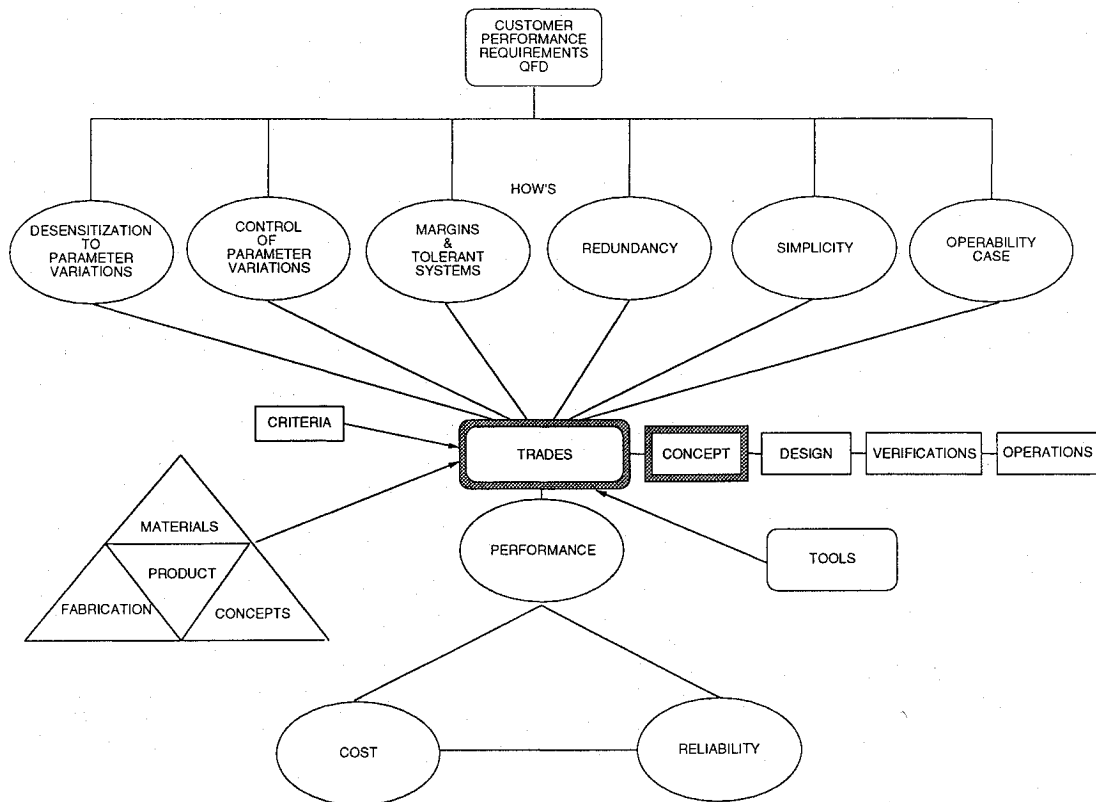 CUSTOMER
PERFORMANCE
REQUIREMENTS
QFD
HOW'S
DESENSITIZATION
TO
PARAMETER
VARIATIONS
CONTROL
OF
PARAMETER
VARIATIONS
MARGINS
&
TOLERANT
SYSTEMS
REDUNDANCY
SIMPLICITY
OPERABILITY
CASE
CRITERIA
TRADES
CONCEPT
DESIGN
VERIFICATIONS
OPERATIONS
MATERIALS
PRODUCT
FABRICATION
CONCEPTS
PERFORMANCE
TOOLS
COST
RELIABILITY